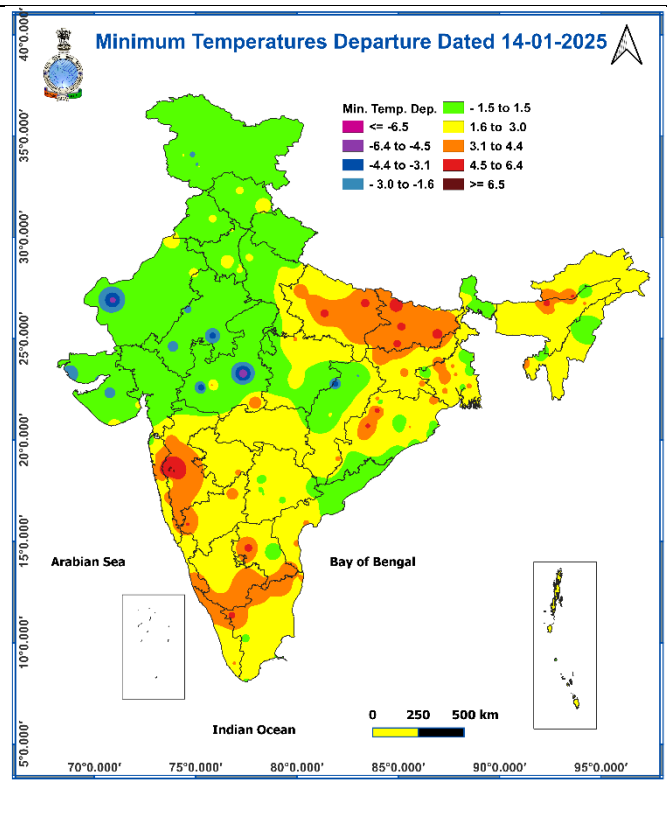 Minimum Temperatures Departure Dated 14-01-2025
Min. Temp. Dep.
<= -6.5
-6.4 to -4.5
-4.4 to -3.1
- 3.0 to -1.6
- 1.5 to 1.5
1.6 to 3.0
3.1 to 4.4
4.5 to 6.4
>= 6.5
40°0.000'
35°0.000'
30°0.000'
25°0.000'
20°0.000'
15°0.000'
10°0.000'
5°0.000'
Arabian Sea
Bay of Bengal
Indian Ocean
0 250 500 km
70°0.000' 75°0.000' 80°0.000' 85°0.000' 90°0.000' 95°0.000'